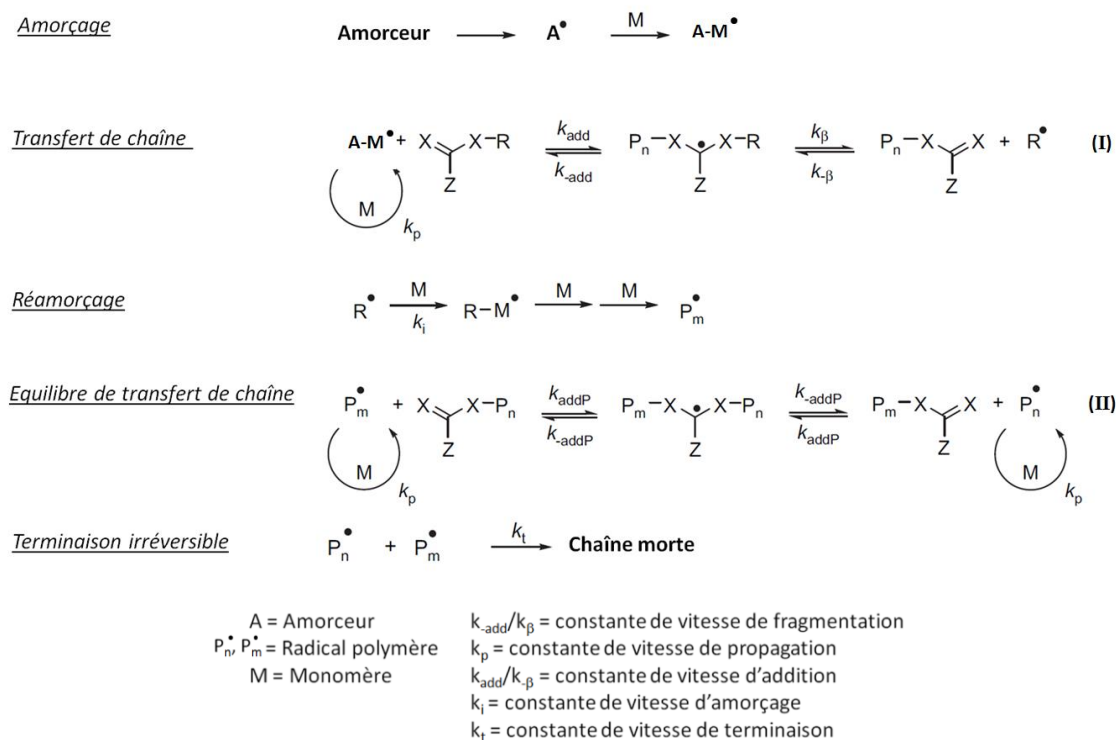 Amorçage
Amorceur A• M A-M•
Transfert de chaîne
A-M• + X X–R Z kadd k-add Pn–X X–R Z kβ k-β Pn–X X Z + R• (I)
M kp
Réamorçage
R• M ki R–M• M M Pm•
Equilibre de transfert de chaîne
Pm• + X X–Pn Z kaddP k-addP Pm–X X–Pn Z k-addP kaddP Pm–X X Z + Pn• (II)
M kp M kp
Terminaison irréversible
Pn• + Pm• kt Chaîne morte
A = Amorceur
Pn•, Pm• = Radical polymère
M = Monomère
k-add/kβ = constante de vitesse de fragmentation
kp = constante de vitesse de propagation
kadd/k-β = constante de vitesse d'addition
ki = constante de vitesse d'amorçage
kt = constante de vitesse de terminaison